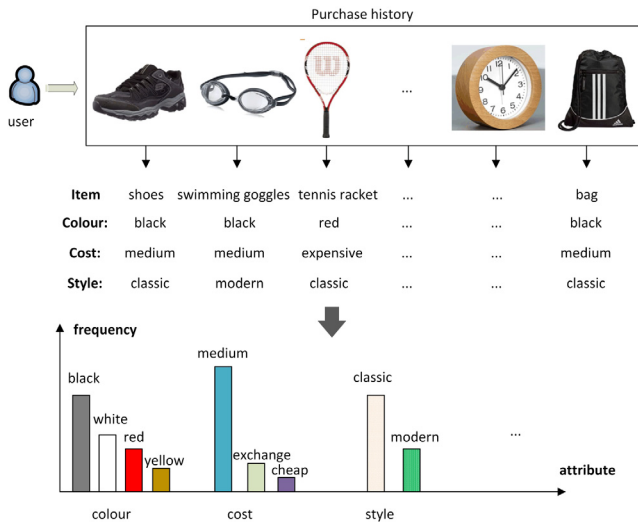 Purchase history
user
...
Item shoes swimming goggles tennis racket ... ... bag
Colour: black black red ... ... black
Cost: medium medium expensive ... ... medium
Style: classic modern classic ... ... classic
frequency
medium
black
classic
white
red
modern
...
yellow
exchange
cheap
attribute
colour cost style